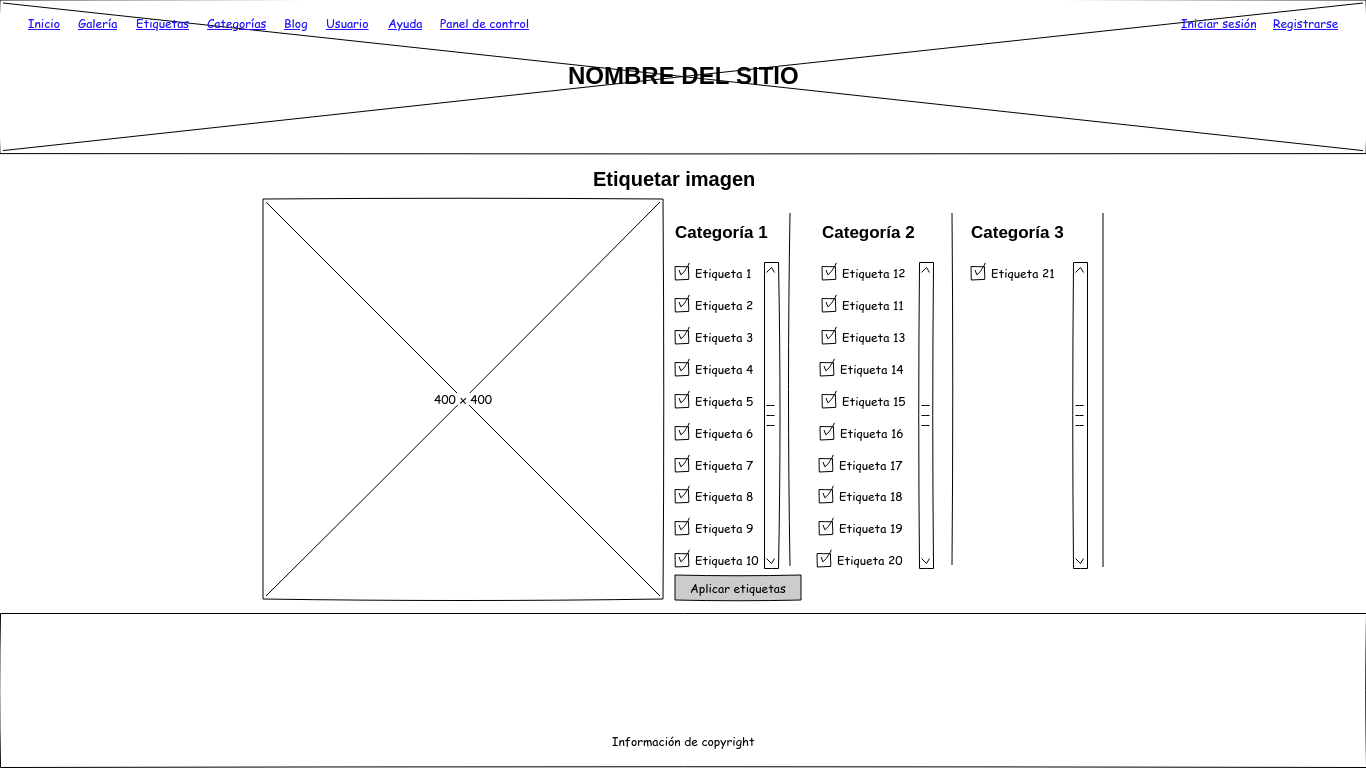 Inicio Galería Etiquetas Categorías Blog Usuario Ayuda Panel de control Iniciar sesión Registrarse
NOMBRE DEL SITIO
Etiquetar imagen
400 x 400
Categoría 1
Etiqueta 1
Etiqueta 2
Etiqueta 3
Etiqueta 4
Etiqueta 5
Etiqueta 6
Etiqueta 7
Etiqueta 8
Etiqueta 9
Etiqueta 10
Categoría 2
Etiqueta 12
Etiqueta 11
Etiqueta 13
Etiqueta 14
Etiqueta 15
Etiqueta 16
Etiqueta 17
Etiqueta 18
Etiqueta 19
Etiqueta 20
Categoría 3
Etiqueta 21
Aplicar etiquetas
Información de copyright